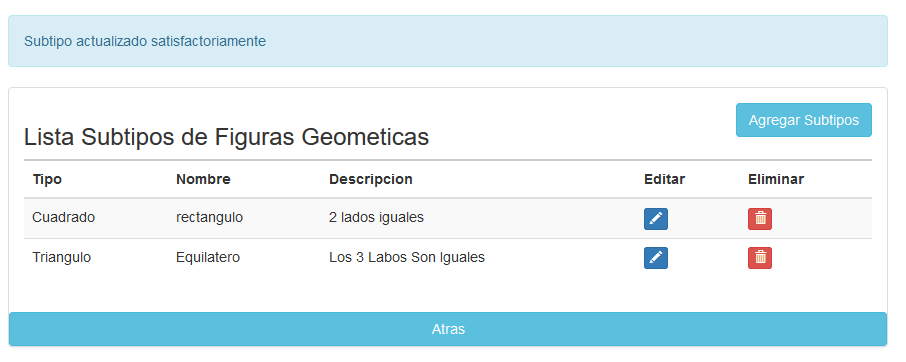 Subtipo actualizado satisfactoriamente
Agregar Subtipos
Lista Subtipos de Figuras Geometicas
Tipo Nombre Descripcion Editar Eliminar
Cuadrado rectangulo 2 lados iguales
Triangulo Equilatero Los 3 Labos Son Iguales
Atras